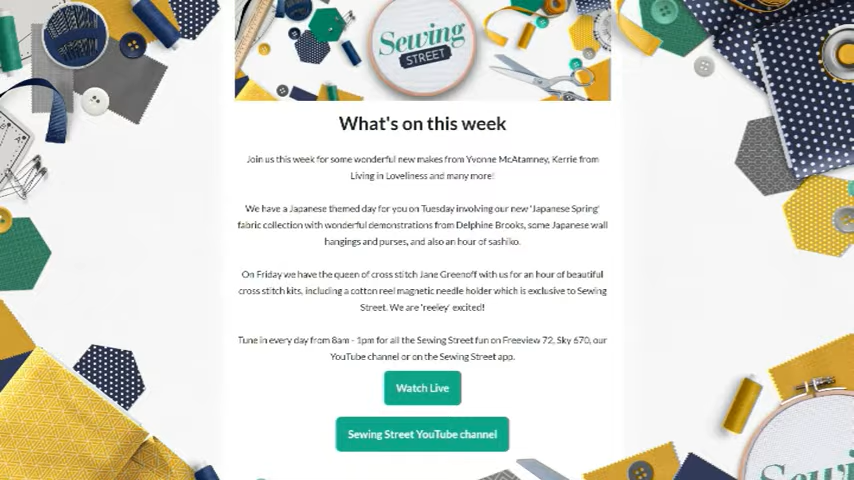 Sewing
STREET
What's on this week
Join us this week for some wonderful new makes from Yvonne McAtamney, Kerrie from
Living in Loveliness and many more!
We have a Japanese themed day for you on Tuesday involving our new 'Japanese Spring'
fabric collection with wonderful demonstrations from Delphine Brooks, some Japanese wall
hangings and purses, and also an hour of sashiko.
On Friday we have the queen of cross stitch Jane Greenoff with us for an hour of beautiful
cross stitch kits, including a cotton reel magnetic needle holder which is exclusive to Sewing
Street. We are 'reeley' excited!
Tune in every day from 8am - 1pm for all the Sewing Street fun on Freeview 72, Sky 670, our
YouTube channel or on the Sewing Street app.
Watch Live
Sewing Street YouTube channel
Sewi